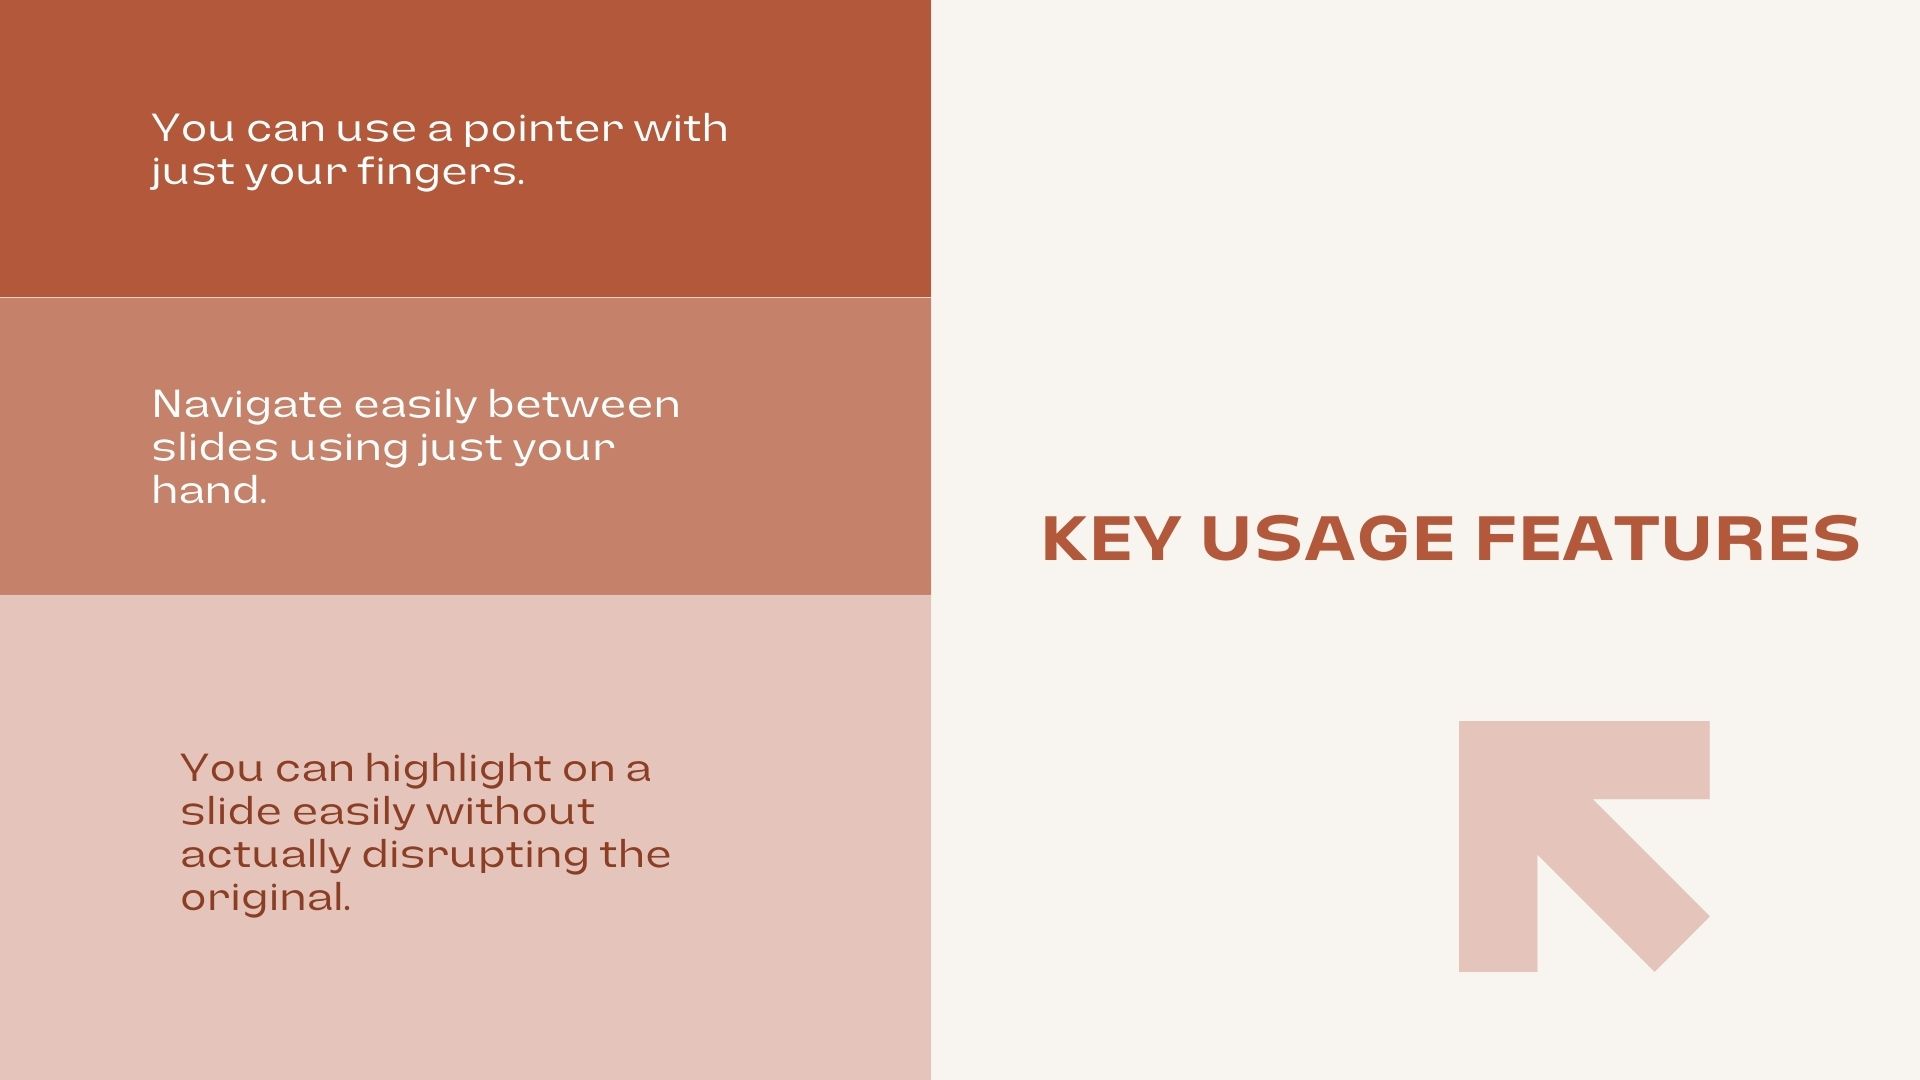 You can use a pointer with
just your fingers.
Navigate easily between
slides using just your
hand.
You can highlight on a
slide easily without
actually disrupting the
original.
KEY USAGE FEATURES